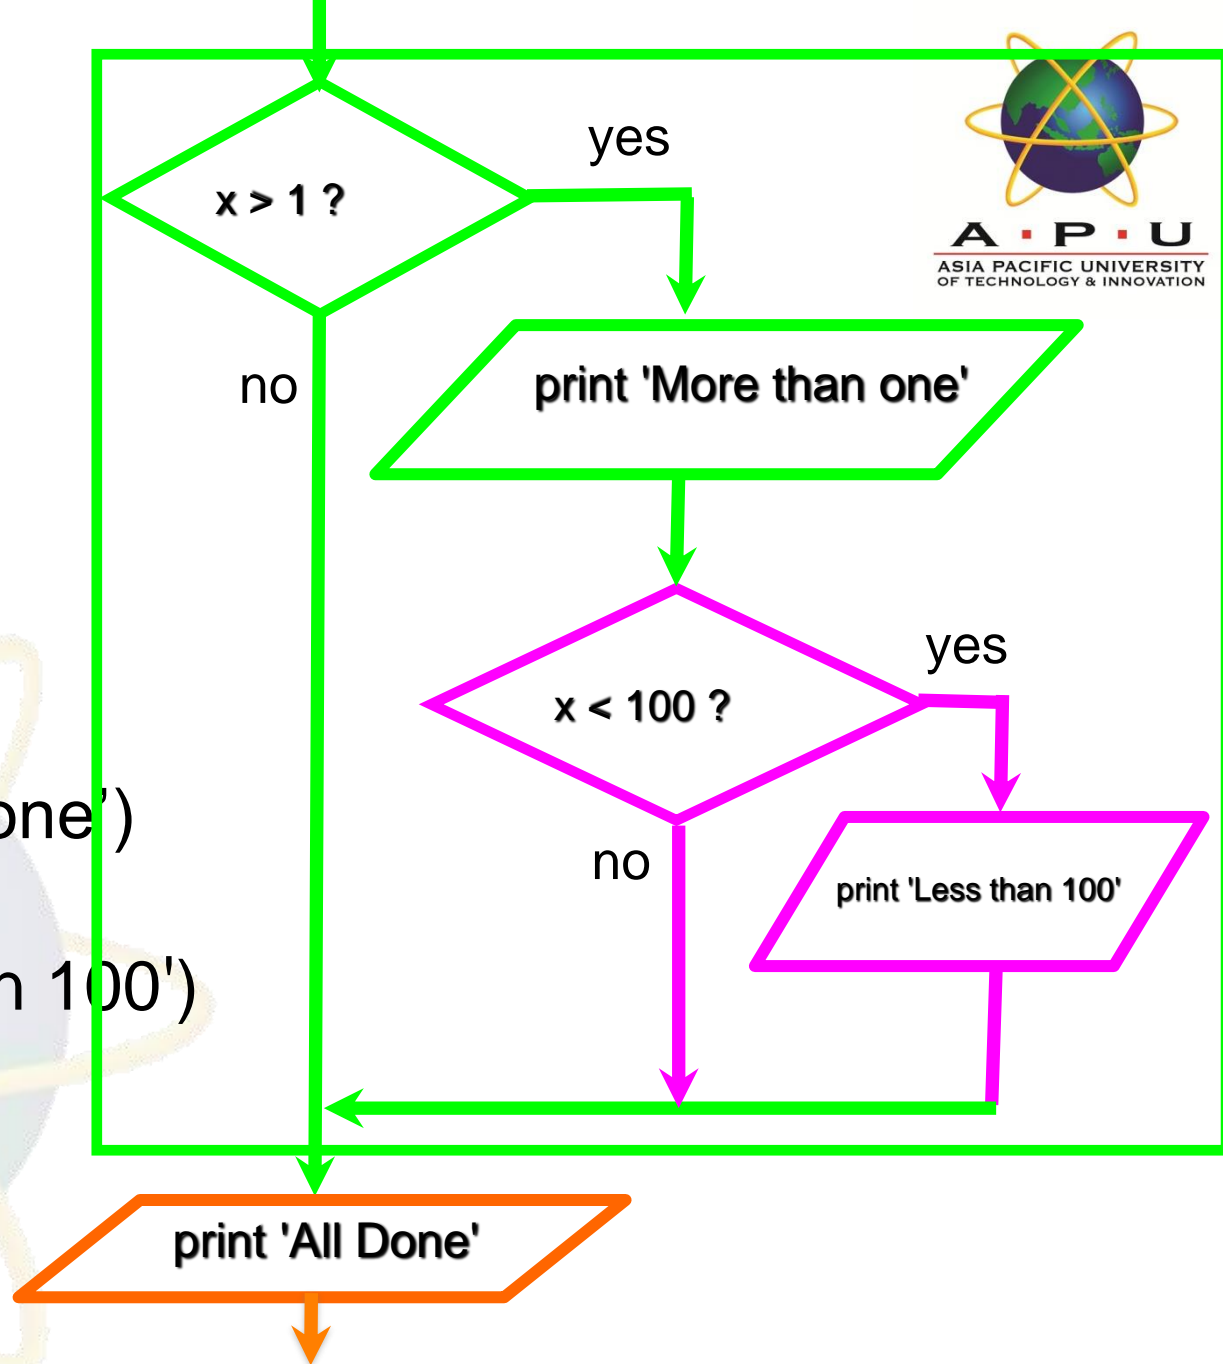 yes
x > 1 ?
A · P · U
ASIA PACIFIC UNIVERSITY
OF TECHNOLOGY & INNOVATION
no
print 'More than one'
yes
x < 100 ?
one’)
no
print 'Less than 100'
n 100')
print 'All Done'